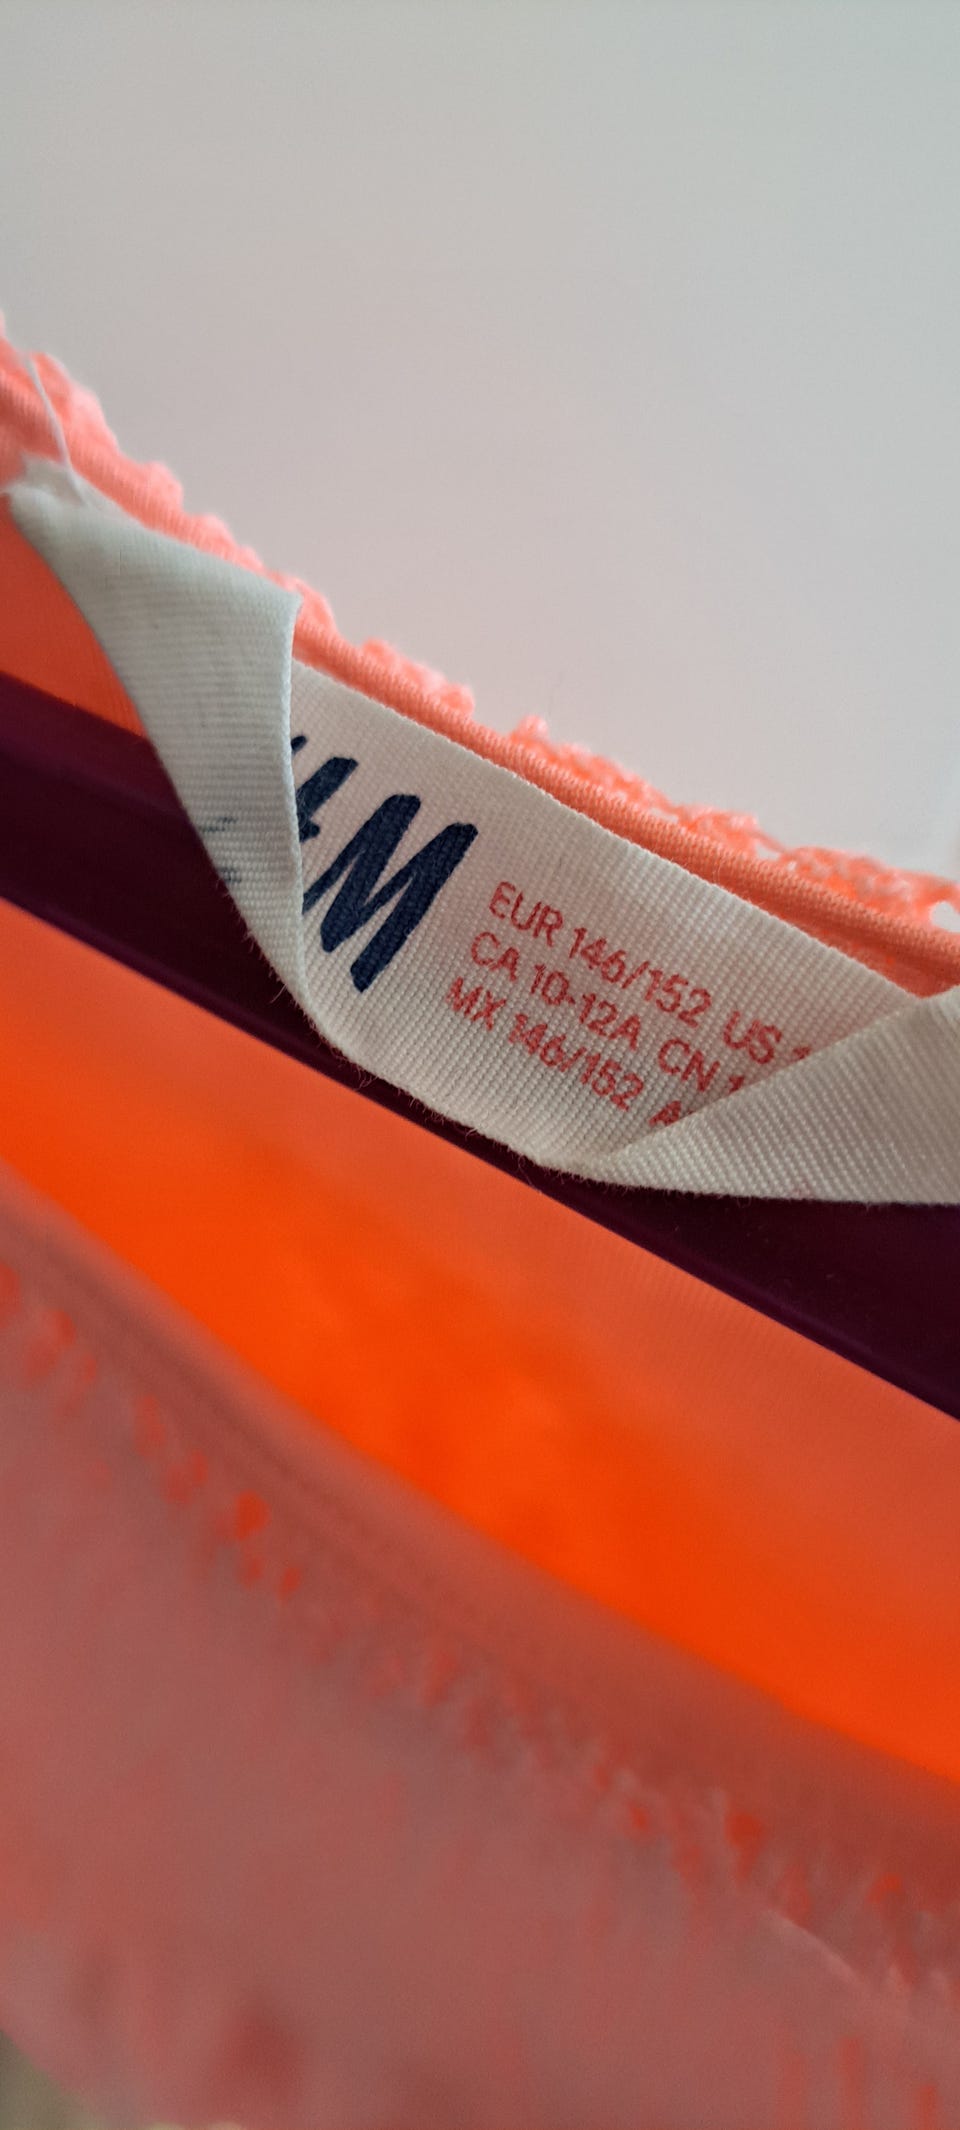 H&M
EUR 146/152 US
CA 10-12A CN
MX 146/152